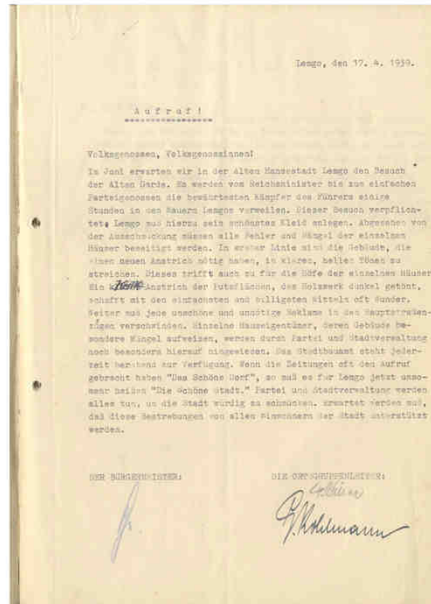 Lemgo, den 17. 4. 1939.
A u f r u f !
Volksgenossen, Volksgenossinnen!
Im Juni erwarten wir in der Alten Hansestadt Lemgo den Besuch
der Alten Garde. Es werden vom Reichsminister bis zum einfachen
Parteigenossen die bewährtesten Kämpfer des Führers einige
Stunden in den Mauern Lemgos verweilen. Dieser Besuch verpflich-
tet. Lemgo muß hierzu sein schönstes Kleid anlegen. Abgesehen von
der Ausschmückung müssen alle Fehler und Mängel der einzelnen
Häuser beseitigt werden. In erster Linie sind die Gebäude, die
einen neuen Anstrich nötig haben, in klaren, hellen Tönen zu
streichen. Dieses trifft auch zu für die Höfe der einzelnen Häuser
Ein Anstrich der Putzflächen, das Holzwerk dunkel getönt,
schafft mit den einfachsten und billigsten Mitteln oft Wunder.
Weiter muß jede unschöne und unnötige Reklame in den Hauptstraßen-
zügen verschwinden. Einzelne Hauseigentümer, deren Gebäude be-
sondere Mängel aufweisen, werden durch Partei und Stadtverwaltung
noch besonders hierauf hingewiesen. Das Stadtbauamt steht jeder-
zeit beratend zur Verfügung. Wenn die Zeitungen oft den Aufruf
gebracht haben "Das Schöne Dorf", so muß es für Lemgo jetzt umso-
mehr heißen "Die Schöne Stadt." Partei und Stadtverwaltung werden
alles tun, um die Stadt würdig zu schmücken. Erwartet werden muß,
daß diese Bestrebungen von allen Einwohnern der Stadt unterstützt
werden.
DER BÜRGERMEISTER: DIE ORTSGRUPPENLEITER:
Kohlmann